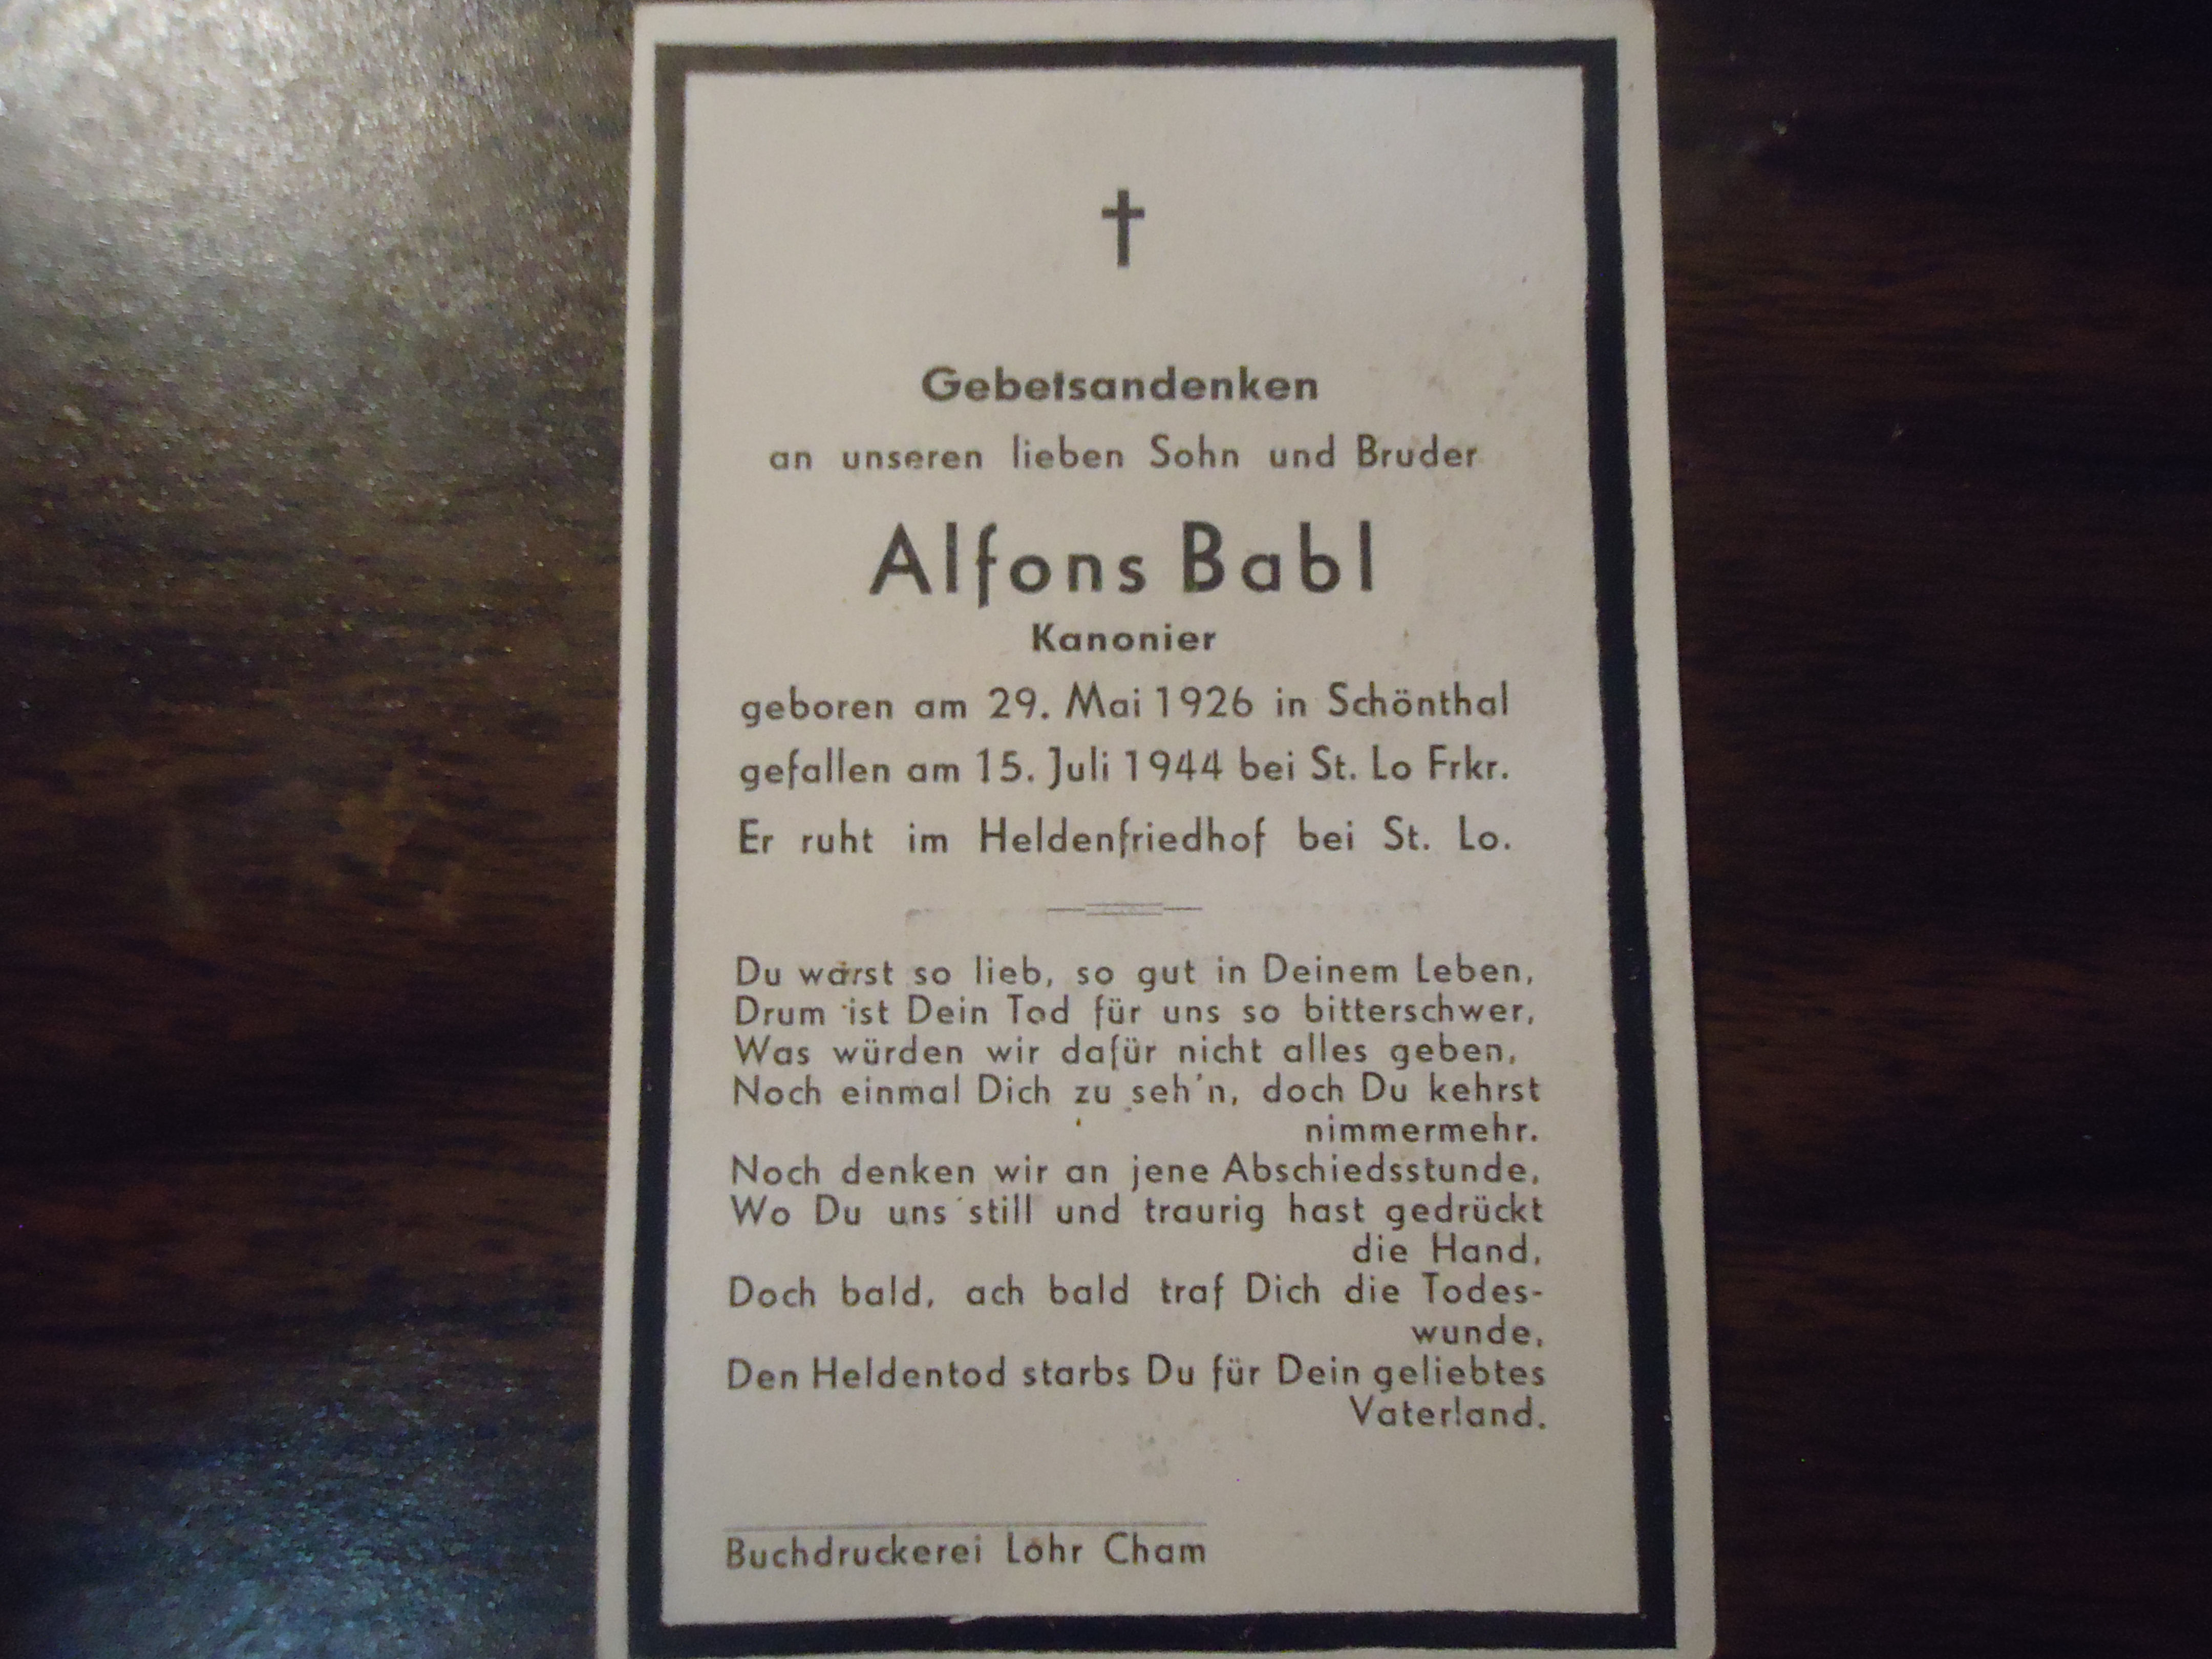 Gebetsandenken
an unseren lieben Sohn und Bruder
Alfons Babl
Kanonier
geboren am 29. Mai 1926 in Schönthal
gefallen am 15. Juli 1944 bei St. Lo Frkr.
Er ruht im Heldenfriedhof bei St. Lo.
Du warst so lieb, so gut in Deinem Leben,
Drum ist Dein Tod für uns so bitterschwer,
Was würden wir dafür nicht alles geben,
Noch einmal Dich zu seh'n, doch Du kehrst
nimmermehr.
Noch denken wir an jene Abschiedsstunde,
Wo Du uns still und traurig hast gedrückt
die Hand,
Doch bald, ach bald traf Dich die Todes-
wunde,
Den Heldentod starbs Du für Dein geliebtes
Vaterland.
Buchdruckerei Lohr Cham